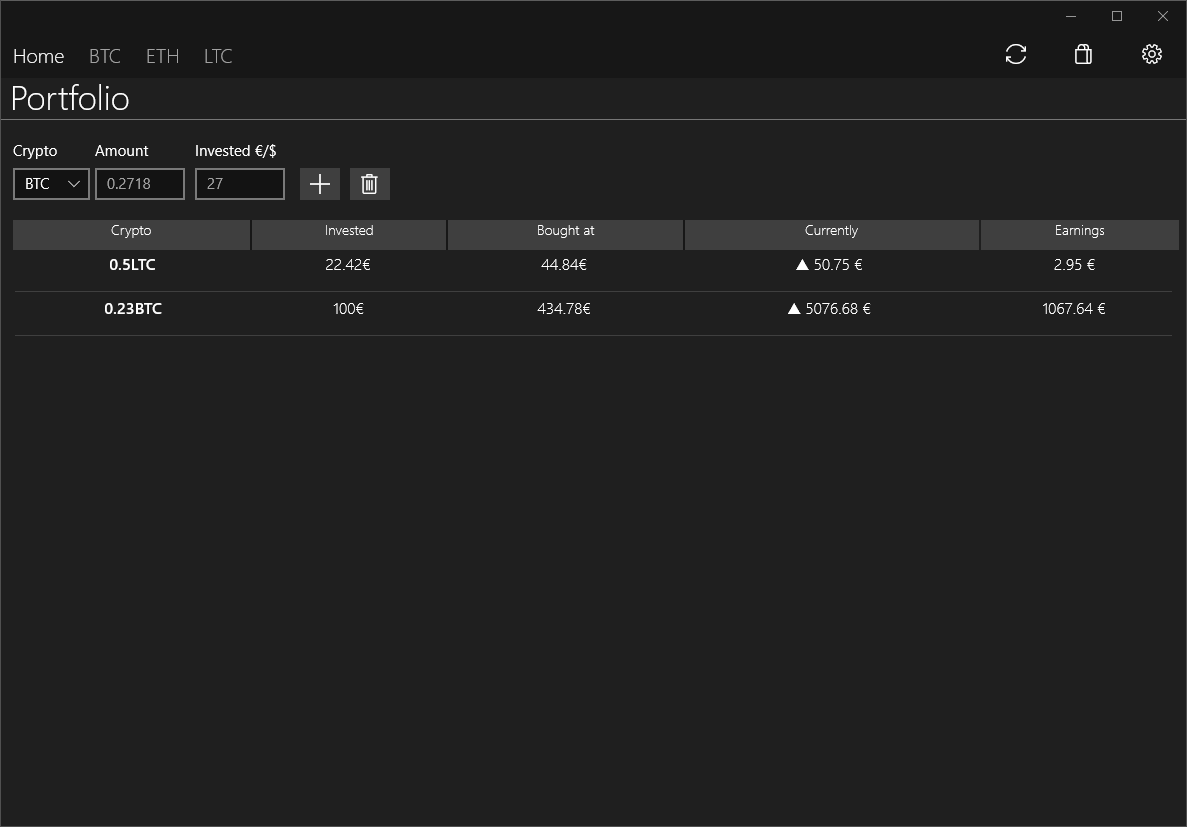 Home BTC ETH LTC
Portfolio
Crypto Amount Invested €/$
BTC 0.2718 27
Crypto Invested Bought at Currently Earnings
0.5LTC 22.42€ 44.84€ ▲ 50.75 € 2.95 €
0.23BTC 100€ 434.78€ ▲ 5076.68 € 1067.64 €